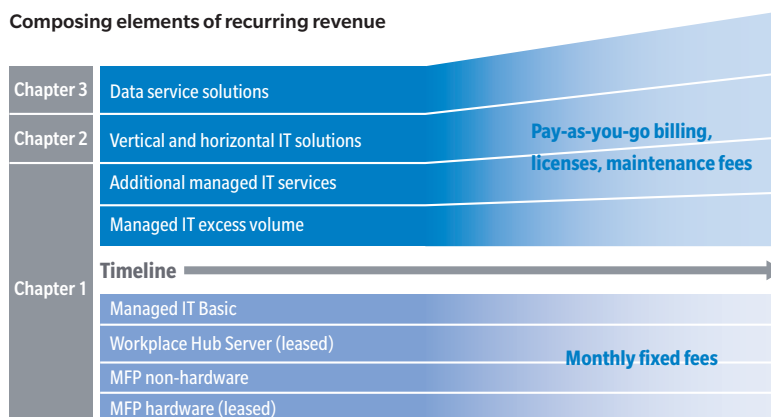 Composing elements of recurring revenue
Chapter 3
Data service solutions
Chapter 2
Vertical and horizontal IT solutions
Pay-as-you-go billing,
licenses, maintenance fees
Chapter 1
Additional managed IT services
Managed IT excess volume
Timeline
Managed IT Basic
Workplace Hub Server (leased)
Monthly fixed fees
MFP non-hardware
MFP hardware (leased)